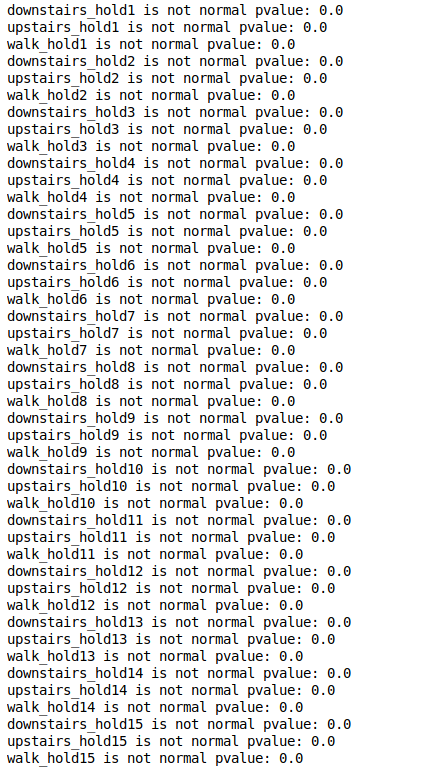 downstairs_hold1 is not normal pvalue: 0.0
upstairs_hold1 is not normal pvalue: 0.0
walk_hold1 is not normal pvalue: 0.0
downstairs_hold2 is not normal pvalue: 0.0
upstairs_hold2 is not normal pvalue: 0.0
walk_hold2 is not normal pvalue: 0.0
downstairs_hold3 is not normal pvalue: 0.0
upstairs_hold3 is not normal pvalue: 0.0
walk_hold3 is not normal pvalue: 0.0
downstairs_hold4 is not normal pvalue: 0.0
upstairs_hold4 is not normal pvalue: 0.0
walk_hold4 is not normal pvalue: 0.0
downstairs_hold5 is not normal pvalue: 0.0
upstairs_hold5 is not normal pvalue: 0.0
walk_hold5 is not normal pvalue: 0.0
downstairs_hold6 is not normal pvalue: 0.0
upstairs_hold6 is not normal pvalue: 0.0
walk_hold6 is not normal pvalue: 0.0
downstairs_hold7 is not normal pvalue: 0.0
upstairs_hold7 is not normal pvalue: 0.0
walk_hold7 is not normal pvalue: 0.0
downstairs_hold8 is not normal pvalue: 0.0
upstairs_hold8 is not normal pvalue: 0.0
walk_hold8 is not normal pvalue: 0.0
downstairs_hold9 is not normal pvalue: 0.0
upstairs_hold9 is not normal pvalue: 0.0
walk_hold9 is not normal pvalue: 0.0
downstairs_hold10 is not normal pvalue: 0.0
upstairs_hold10 is not normal pvalue: 0.0
walk_hold10 is not normal pvalue: 0.0
downstairs_hold11 is not normal pvalue: 0.0
upstairs_hold11 is not normal pvalue: 0.0
walk_hold11 is not normal pvalue: 0.0
downstairs_hold12 is not normal pvalue: 0.0
upstairs_hold12 is not normal pvalue: 0.0
walk_hold12 is not normal pvalue: 0.0
downstairs_hold13 is not normal pvalue: 0.0
upstairs_hold13 is not normal pvalue: 0.0
walk_hold13 is not normal pvalue: 0.0
downstairs_hold14 is not normal pvalue: 0.0
upstairs_hold14 is not normal pvalue: 0.0
walk_hold14 is not normal pvalue: 0.0
downstairs_hold15 is not normal pvalue: 0.0
upstairs_hold15 is not normal pvalue: 0.0
walk_hold15 is not normal pvalue: 0.0